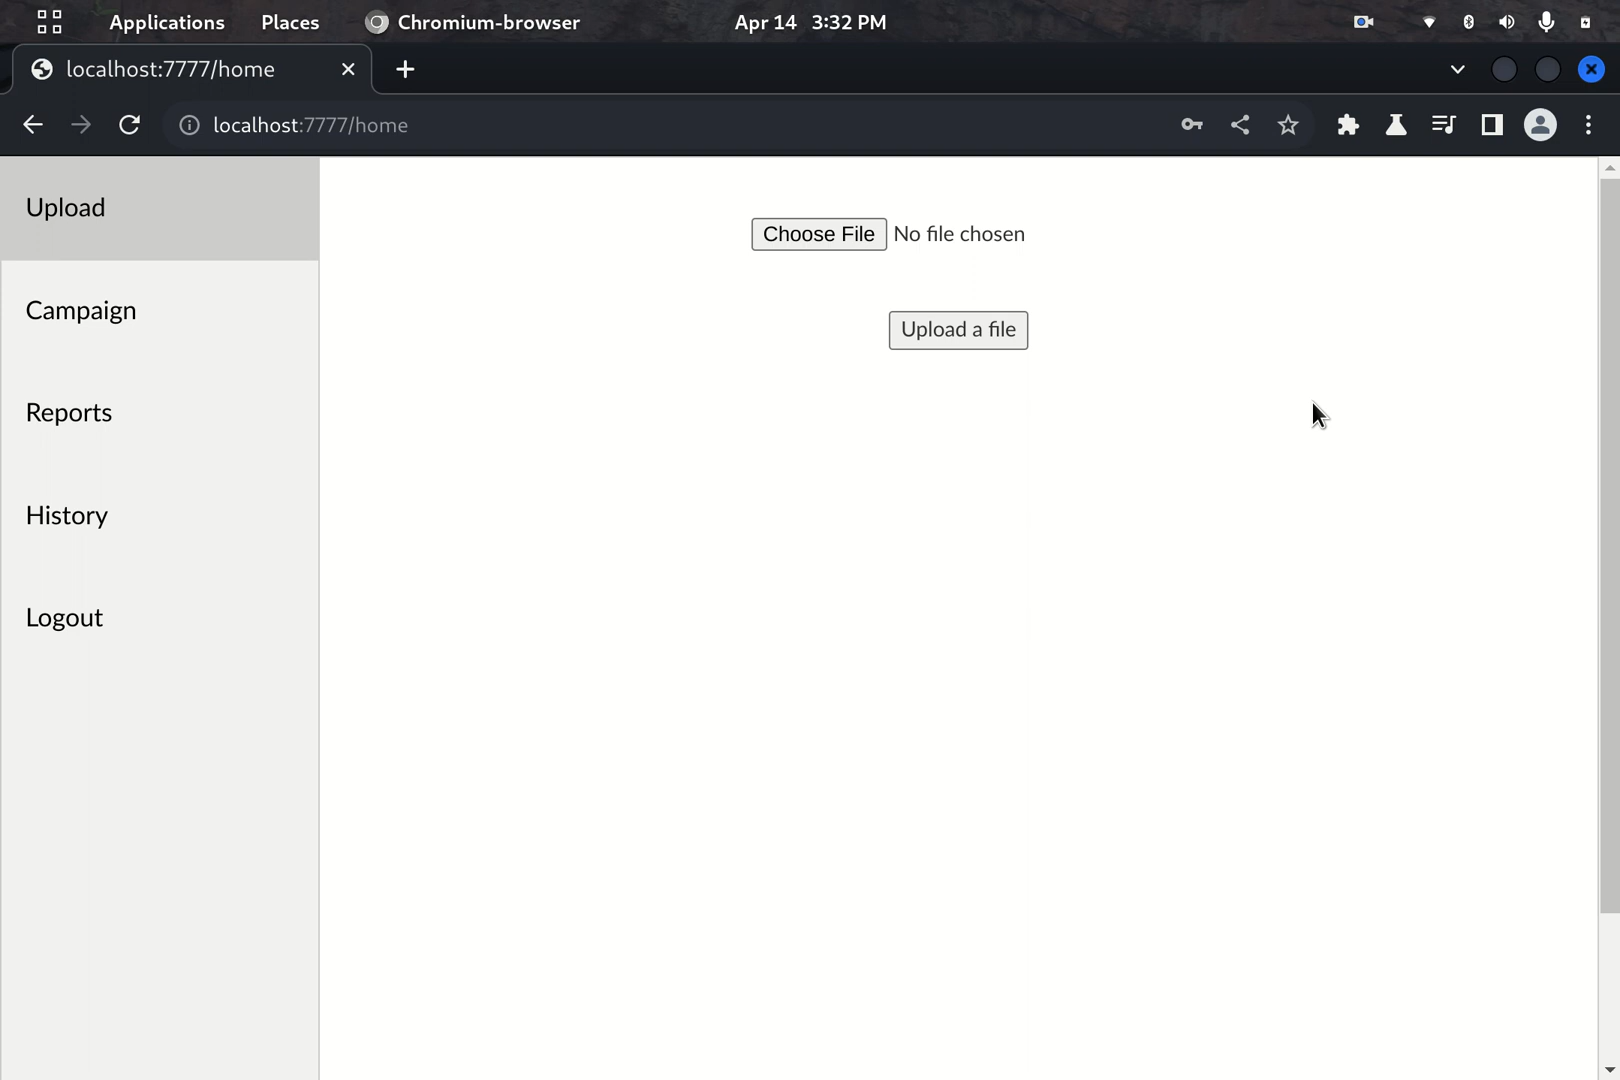 Applications Places Chromium-browser Apr 14 3:32 PM
localhost:7777/home
localhost:7777/home
Upload
Choose File No file chosen
Campaign
Upload a file
Reports
History
Logout